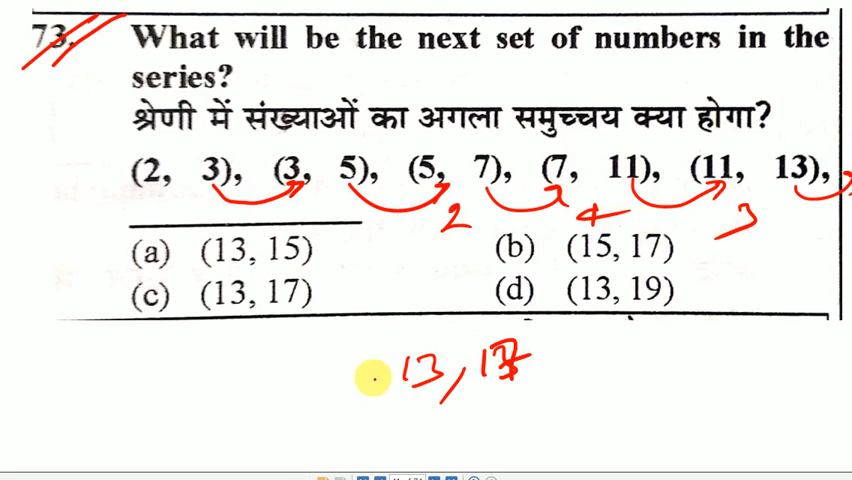 73. What will be the next set of numbers in the
series?
श्रेणी में संख्याओं का अगला समुच्चय क्या होगा?
(2, 3), (3, 5), (5, 7), (7, 11), (11, 13),
2 4 3
(a) (13, 15) (b) (15, 17)
(c) (13, 17) (d) (13, 19)
13, 17